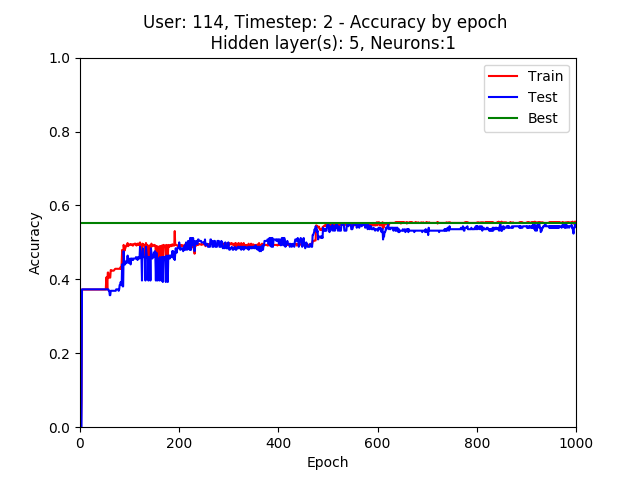 User: 114, Timestep: 2 - Accuracy by epoch
Hidden layer(s): 5, Neurons:1
1.0
0.8
0.6
0.4
0.2
0.0
Accuracy
Train
Test
Best
0 200 400 600 800 1000
Epoch